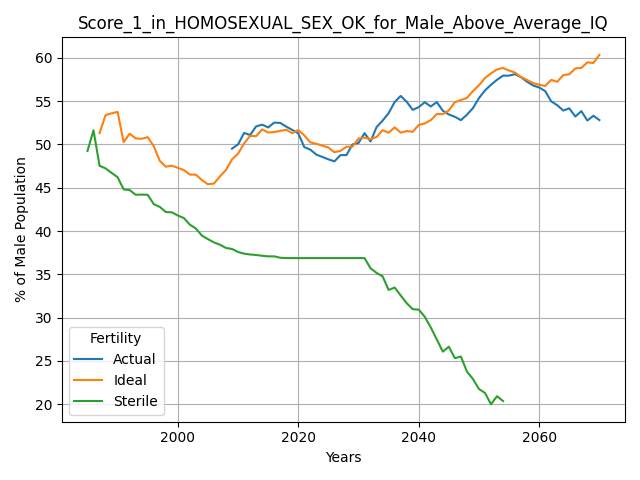 Score_1_in_HOMOSEXUAL_SEX_OK_for_Male_Above_Average_IQ
60
55
50
45
40
35
30
25
20
% of Male Population
Fertility
Actual
Ideal
Sterile
2000 2020 2040 2060
Years